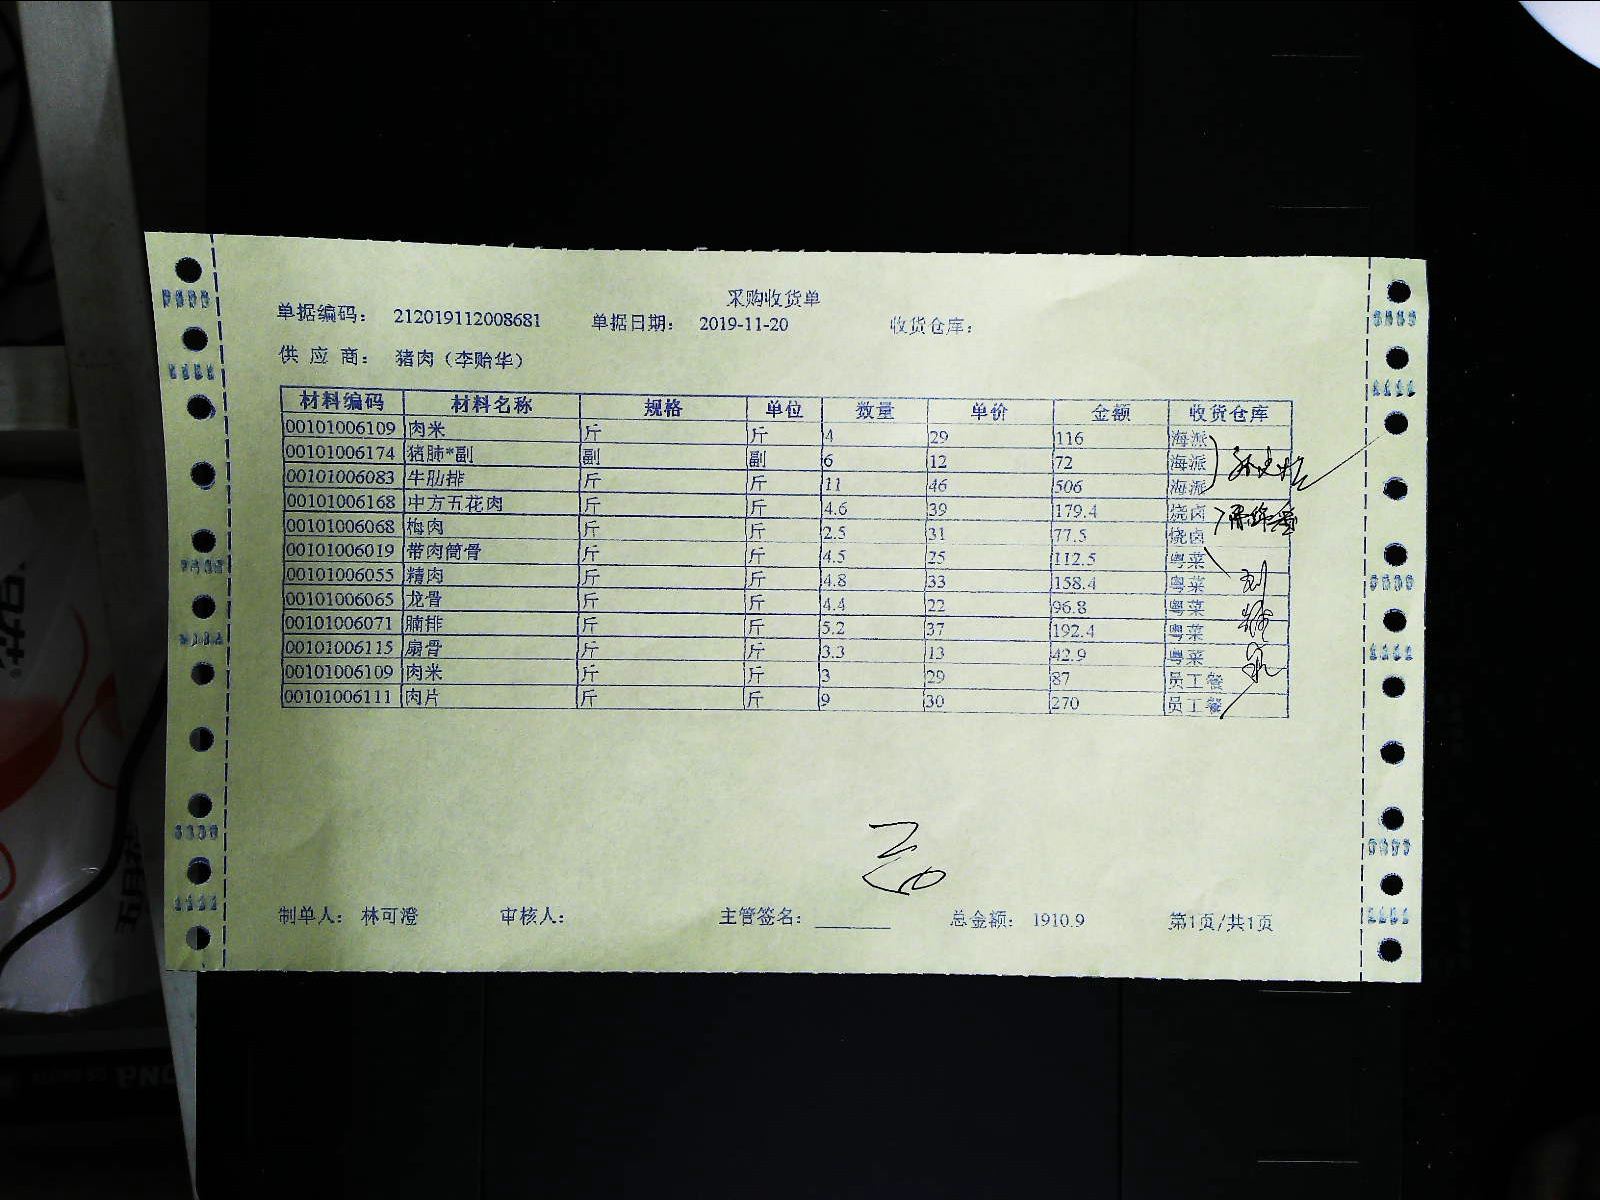 采购收货单
单据编码： 212019112008681 单据日期： 2019-11-20 收货仓库：
供 应 商： 猪肉（李贻华）
材料编码 材料名称 规格 单位 数量 单价 金额 收货仓库
00101006109 肉米 斤 斤 4 29 116 海派
00101006174 猪肺*副 副 副 6 12 72 海派
00101006083 牛肋排 斤 斤 11 46 506 海派
00101006168 中方五花肉 斤 斤 4.6 39 179.4 烧卤
00101006068 梅肉 斤 斤 2.5 31 77.5 烧卤
00101006019 带肉筒骨 斤 斤 4.5 25 112.5 粤菜
00101006055 精肉 斤 斤 4.8 33 158.4 粤菜
00101006065 龙骨 斤 斤 4.4 22 96.8 粤菜
00101006071 腩排 斤 斤 5.2 37 192.4 粤菜
00101006115 扇骨 斤 斤 3.3 13 42.9 粤菜
00101006109 肉米 斤 斤 3 29 87 员工餐
00101006111 肉片 斤 斤 9 30 270 员工餐
制单人： 林可澄 审核人： 主管签名： 总金额： 1910.9 第1页/共1页